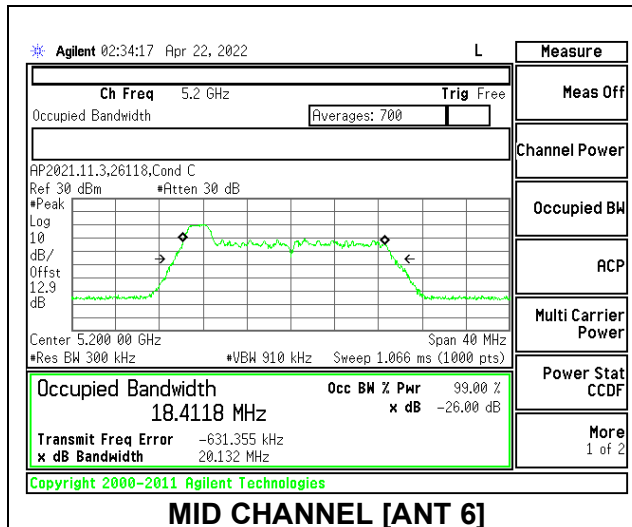 Agilent 02:34:17 Apr 22, 2022 L
Measure
Ch Freq 5.2 GHz Trig Free
Occupied Bandwidth Averages: 700
Meas Off
Channel Power
Occupied BW
ACP
Multi Carrier
Power
Power Stat
CCDF
More
1 of 2
AP2021.11.3,26118,Cond C
Ref 30 dBm #Atten 30 dB
#Peak
Log
10
dB/
Offst
12.9
dB
Center 5.200 00 GHz Span 40 MHz
#Res BW 300 kHz #VBW 910 kHz Sweep 1.066 ms (1000 pts)
Occupied Bandwidth Occ BW % Pwr 99.00 %
18.4118 MHz x dB -26.00 dB
Transmit Freq Error -631.355 kHz
x dB Bandwidth 20.132 MHz
Copyright 2000-2011 Agilent Technologies
MID CHANNEL [ANT 6]